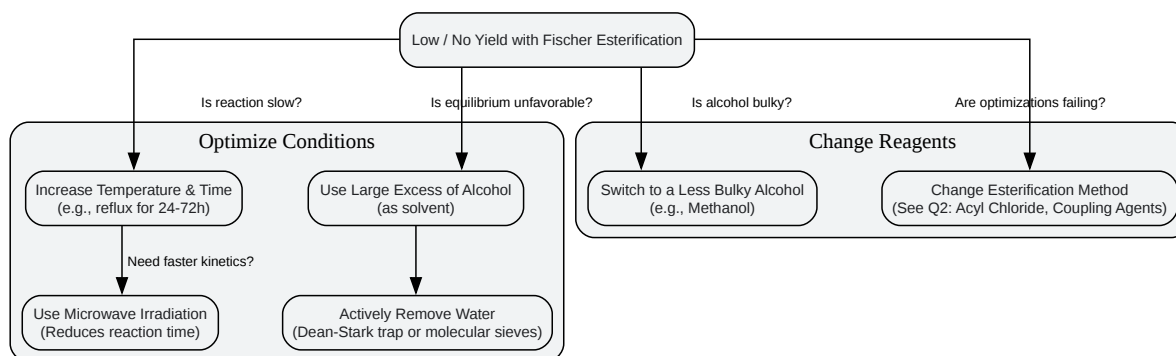 Low / No Yield with Fischer Esterification
Is reaction slow?
Is equilibrium unfavorable?
Is alcohol bulky?
Are optimizations failing?
Optimize Conditions
Change Reagents
Increase Temperature & Time
(e.g., reflux for 24-72h)
Use Large Excess of Alcohol
(as solvent)
Switch to a Less Bulky Alcohol
(e.g., Methanol)
Change Esterification Method
(See Q2: Acyl Chloride, Coupling Agents)
Need faster kinetics?
Use Microwave Irradiation
(Reduces reaction time)
Actively Remove Water
(Dean-Stark trap or molecular sieves)